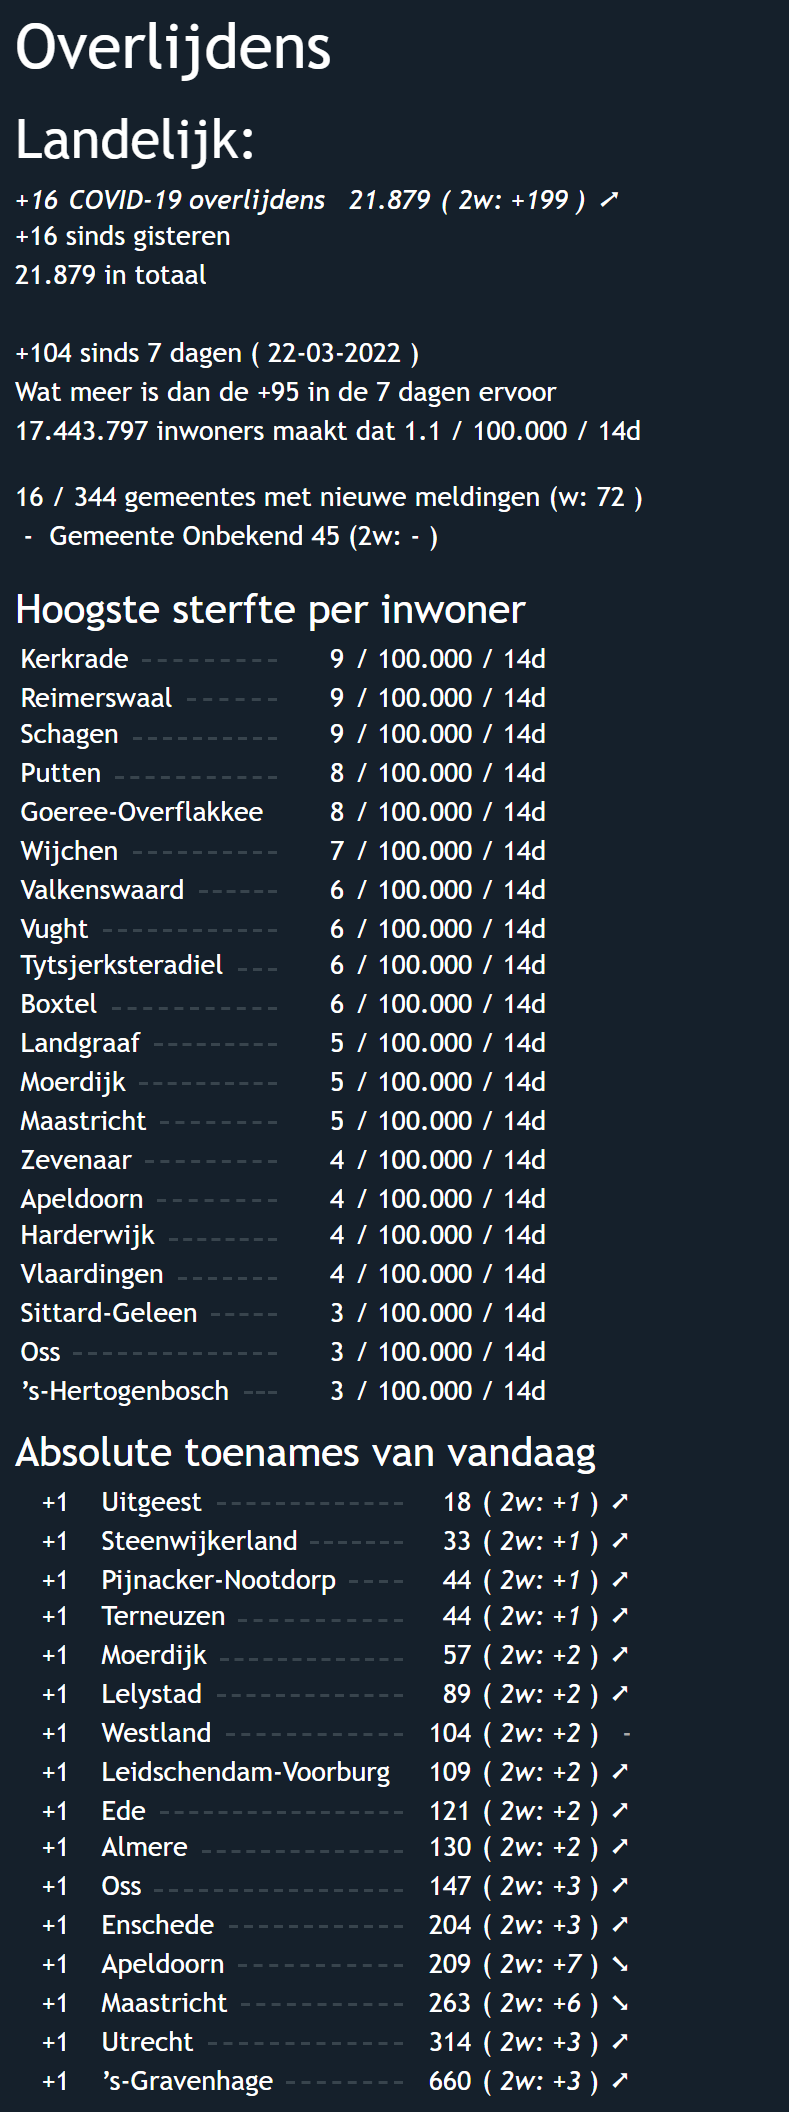 Overlijdens
Landelijk:
+16 COVID-19 overlijdens 21.879 ( 2w: +199 ) ➚
+16 sinds gisteren
21.879 in totaal
+104 sinds 7 dagen ( 22-03-2022 )
Wat meer is dan de +95 in de 7 dagen ervoor
17.443.797 inwoners maakt dat 1.1 / 100.000 / 14d
16 / 344 gemeentes met nieuwe meldingen (w: 72 )
- Gemeente Onbekend 45 (2w: - )
Hoogste sterfte per inwoner
Kerkrade --------- 9 / 100.000 / 14d
Reimerswaal ------ 9 / 100.000 / 14d
Schagen ---------- 9 / 100.000 / 14d
Putten ----------- 8 / 100.000 / 14d
Goeree-Overflakkee 8 / 100.000 / 14d
Wijchen ---------- 7 / 100.000 / 14d
Valkenswaard ------ 6 / 100.000 / 14d
Vught ------------ 6 / 100.000 / 14d
Tytsjerksteradiel --- 6 / 100.000 / 14d
Boxtel ----------- 6 / 100.000 / 14d
Landgraaf --------- 5 / 100.000 / 14d
Moerdijk ---------- 5 / 100.000 / 14d
Maastricht -------- 5 / 100.000 / 14d
Zevenaar --------- 4 / 100.000 / 14d
Apeldoorn -------- 4 / 100.000 / 14d
Harderwijk ------- 4 / 100.000 / 14d
Vlaardingen ------- 4 / 100.000 / 14d
Sittard-Geleen ----- 3 / 100.000 / 14d
Oss -------------- 3 / 100.000 / 14d
’s-Hertogenbosch --- 3 / 100.000 / 14d
Absolute toenames van vandaag
+1 Uitgeest ------------- 18 ( 2w: +1 ) ➚
+1 Steenwijkerland ------- 33 ( 2w: +1 ) ➚
+1 Pijnacker-Nootdorp ---- 44 ( 2w: +1 ) ➚
+1 Terneuzen ----------- 44 ( 2w: +1 ) ➚
+1 Moerdijk ------------- 57 ( 2w: +2 ) ➚
+1 Lelystad ------------- 89 ( 2w: +2 ) ➚
+1 Westland ------------ 104 ( 2w: +2 ) -
+1 Leidschendam-Voorburg 109 ( 2w: +2 ) ➚
+1 Ede ----------------- 121 ( 2w: +2 ) ➚
+1 Almere -------------- 130 ( 2w: +2 ) ➚
+1 Oss ----------------- 147 ( 2w: +3 ) ➚
+1 Enschede ------------ 204 ( 2w: +3 ) ➚
+1 Apeldoorn ----------- 209 ( 2w: +7 ) ➘
+1 Maastricht ----------- 263 ( 2w: +6 ) ➘
+1 Utrecht ------------- 314 ( 2w: +3 ) ➚
+1 ’s-Gravenhage -------- 660 ( 2w: +3 ) ➚